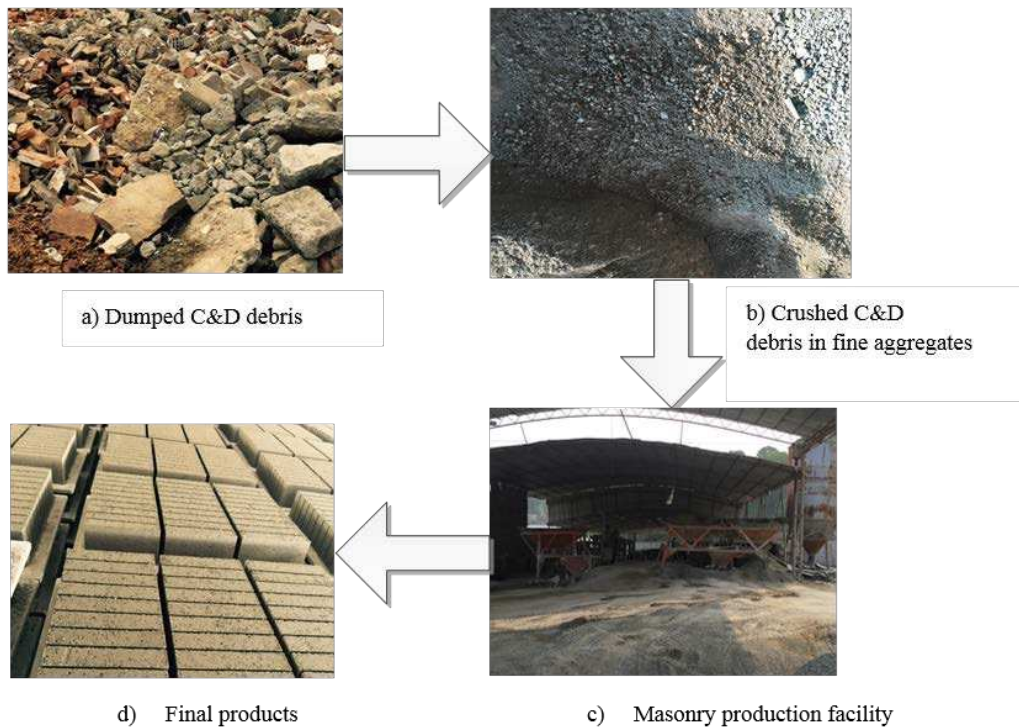 a) Dumped C&D debris
b) Crushed C&D
debris in fine aggregates
d) Final products
c) Masonry production facility